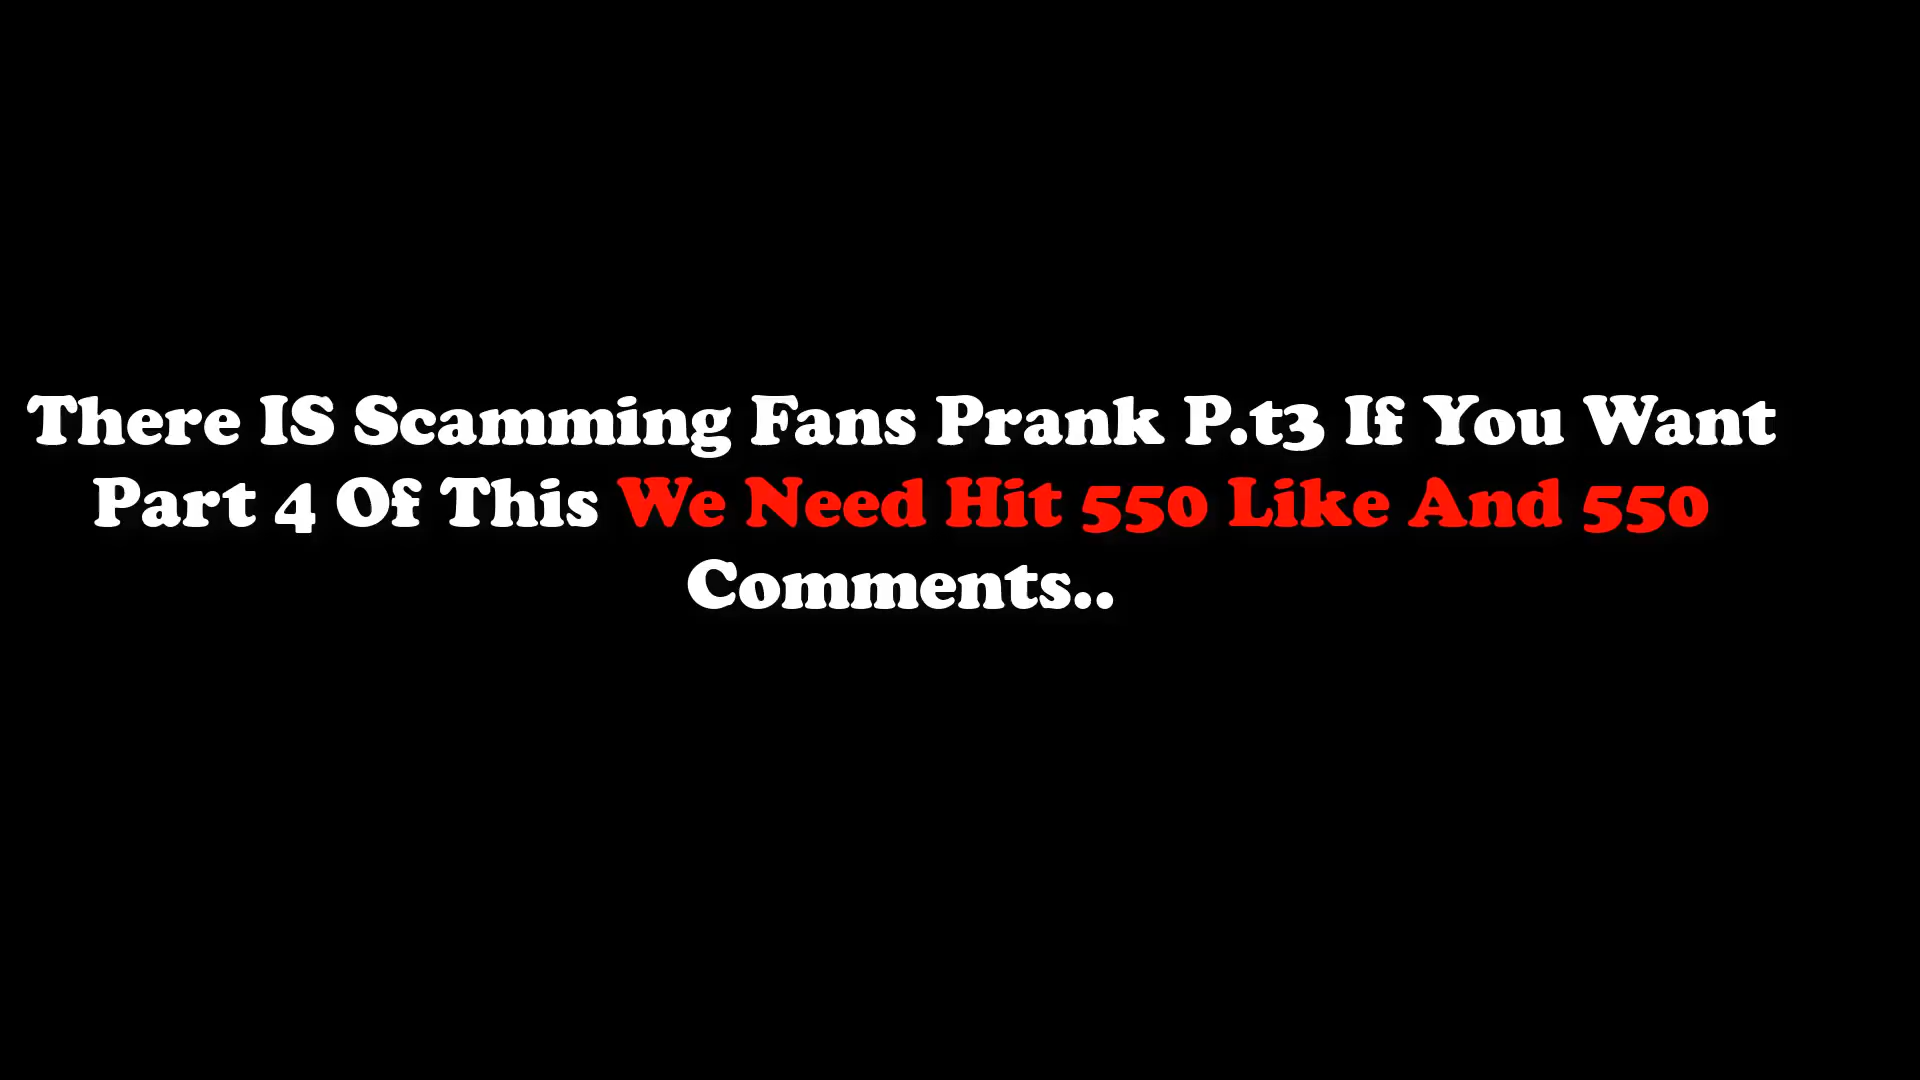 There IS Scamming Fans Prank P.t3 If You Want
Part 4 Of This We Need Hit 550 Like And 550
Comments..